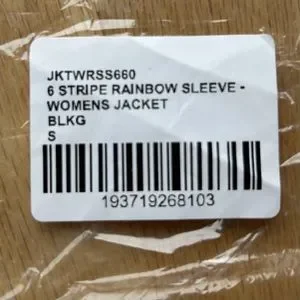 JKTWRSS660
6 STRIPE RAINBOW SLEEVE -
WOMENS JACKET
BLKG
S
193719268103